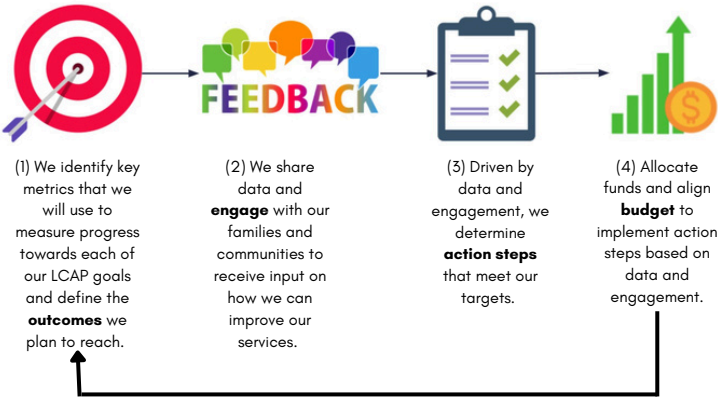 FEEDBACK
(1) We identify key
metrics that we
will use to
measure progress
towards each of
our LCAP goals
and define the
outcomes we
plan to reach.
(2) We share
data and
engage with our
families and
communities to
receive input on
how we can
improve our
services.
(3) Driven by
data and
engagement, we
determine
action steps
that meet our
targets.
(4) Allocate
funds and align
budget to
implement action
steps based on
data and
engagement.
$